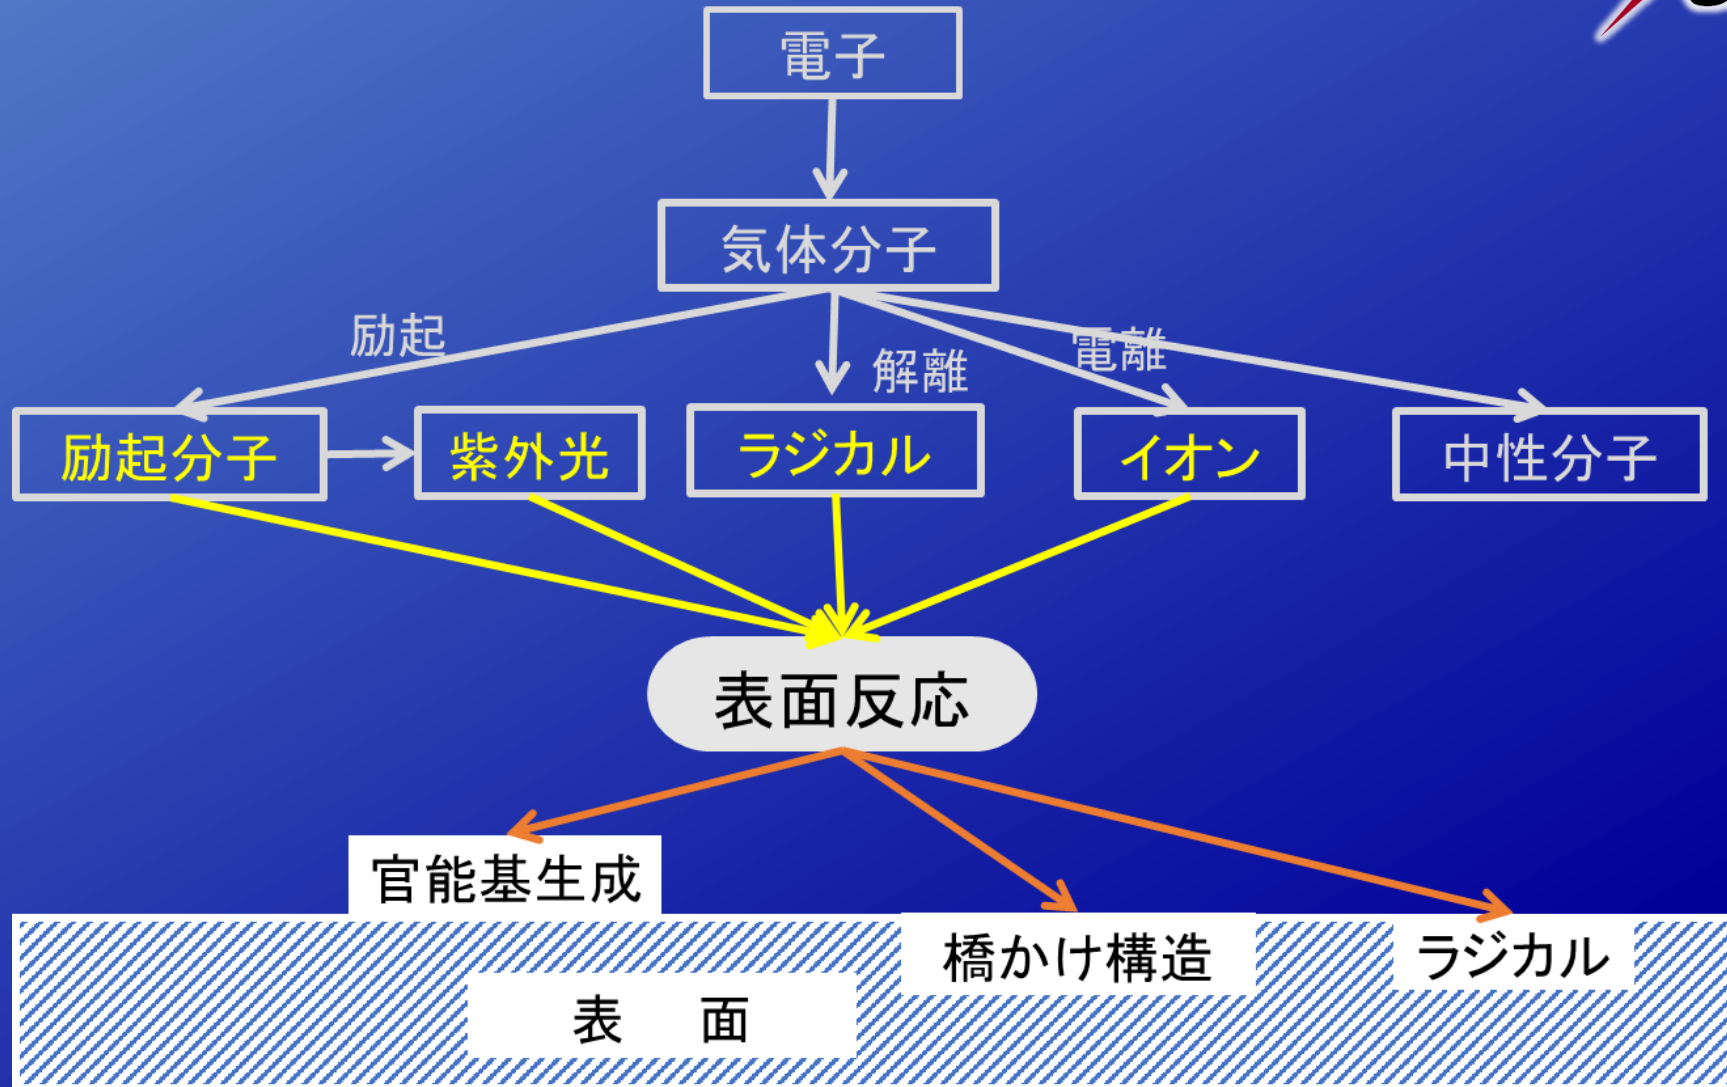 電子
気体分子
励起
解離
電離
励起分子
紫外光
ラジカル
イオン
中性分子
表面反応
官能基生成
橋かけ構造
ラジカル
表 面